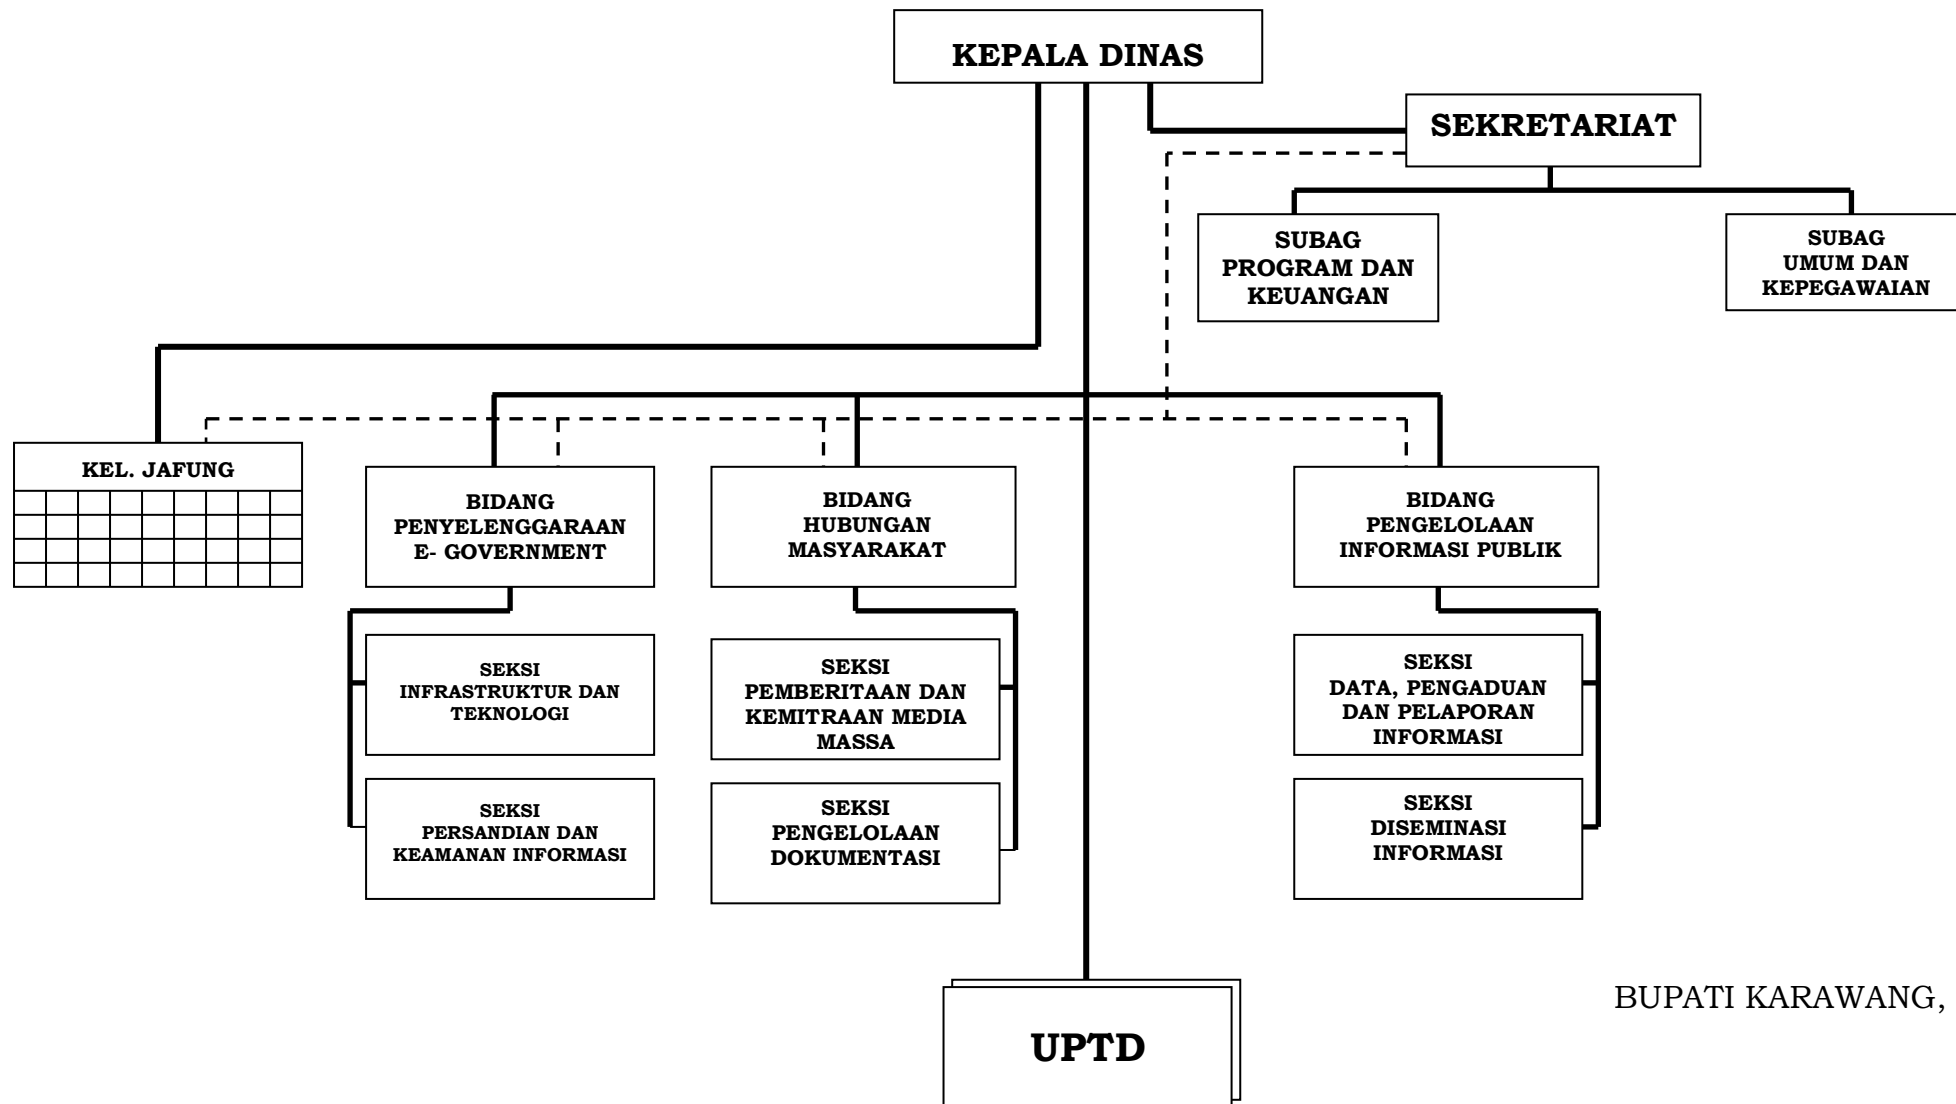 KEPALA DINAS
SEKRETARIAT
SUBAG
PROGRAM DAN
KEUANGAN
SUBAG
UMUM DAN
KEPEGAWAIAN
KEL. JAFUNG
BIDANG
PENYELENGGARAAN
E- GOVERNMENT
BIDANG
HUBUNGAN
MASYARAKAT
BIDANG
PENGELOLAAN
INFORMASI PUBLIK
SEKSI
INFRASTRUKTUR DAN
TEKNOLOGI
SEKSI
PEMBERITAAN DAN
KEMITRAAN MEDIA
MASSA
SEKSI
DATA, PENGADUAN
DAN PELAPORAN
INFORMASI
SEKSI
PERSANDIAN DAN
KEAMANAN INFORMASI
SEKSI
PENGELOLAAN
DOKUMENTASI
SEKSI
DISEMINASI
INFORMASI
UPTD
BUPATI KARAWANG,